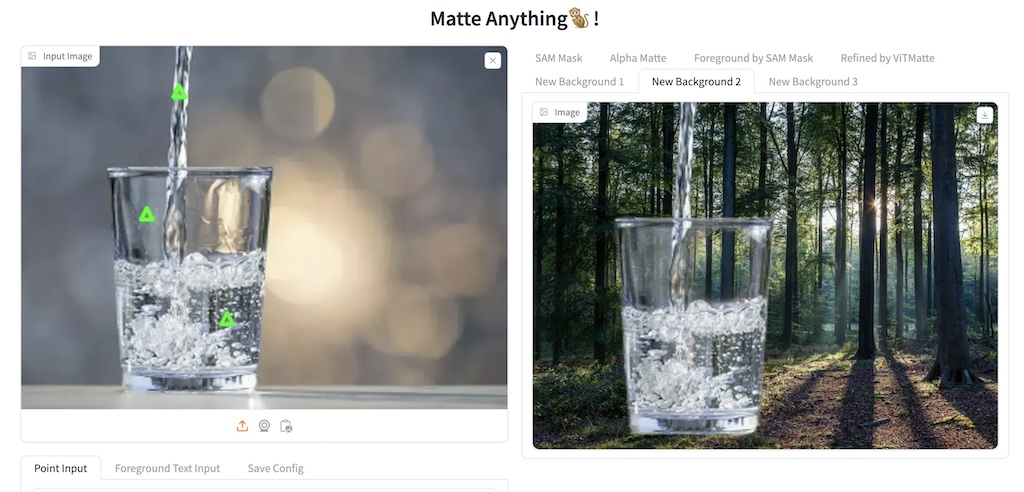 Matte Anything🐒 !
Input Image
SAM Mask Alpha Matte Foreground by SAM Mask Refined by ViTMatte
New Background 1 New Background 2 New Background 3
Image
Point Input Foreground Text Input Save Config